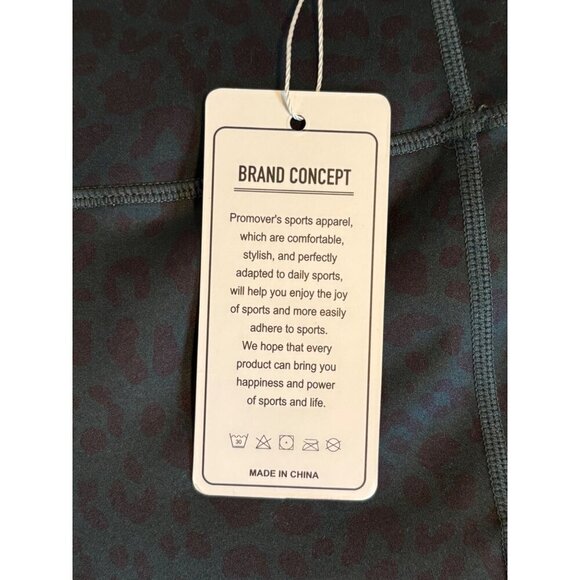 BRAND CONCEPT
Promover's sports apparel,
which are comfortable,
stylish, and perfectly
adapted to daily sports,
will help you enjoy the joy
of sports and more easily
adhere to sports.
We hope that every
product can bring you
happiness and power
of sports and life.
30
MADE IN CHINA